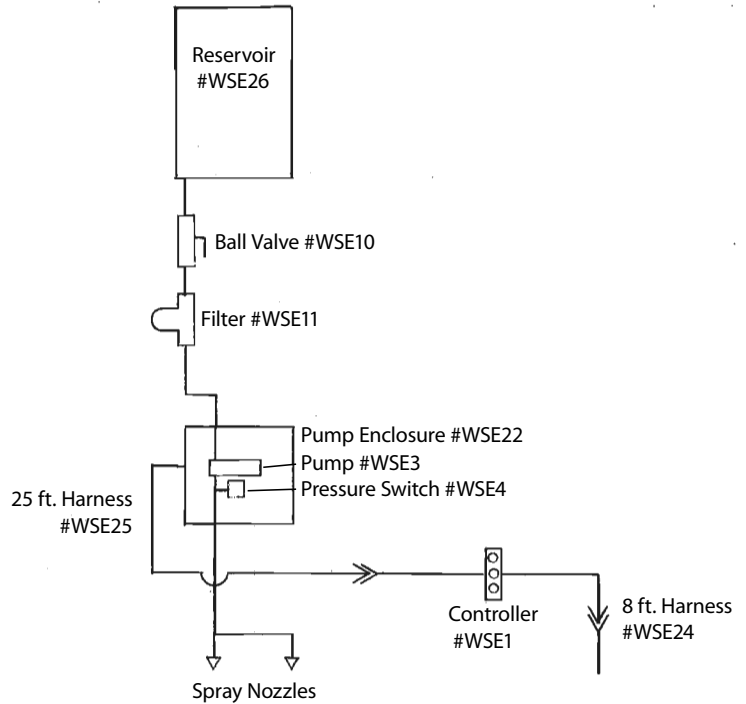 Reservoir
#WSE26
Ball Valve #WSE10
Filter #WSE11
Pump Enclosure #WSE22
Pump #WSE3
Pressure Switch #WSE4
25 ft. Harness
#WSE25
Controller
#WSE1
8 ft. Harness
#WSE24
Spray Nozzles